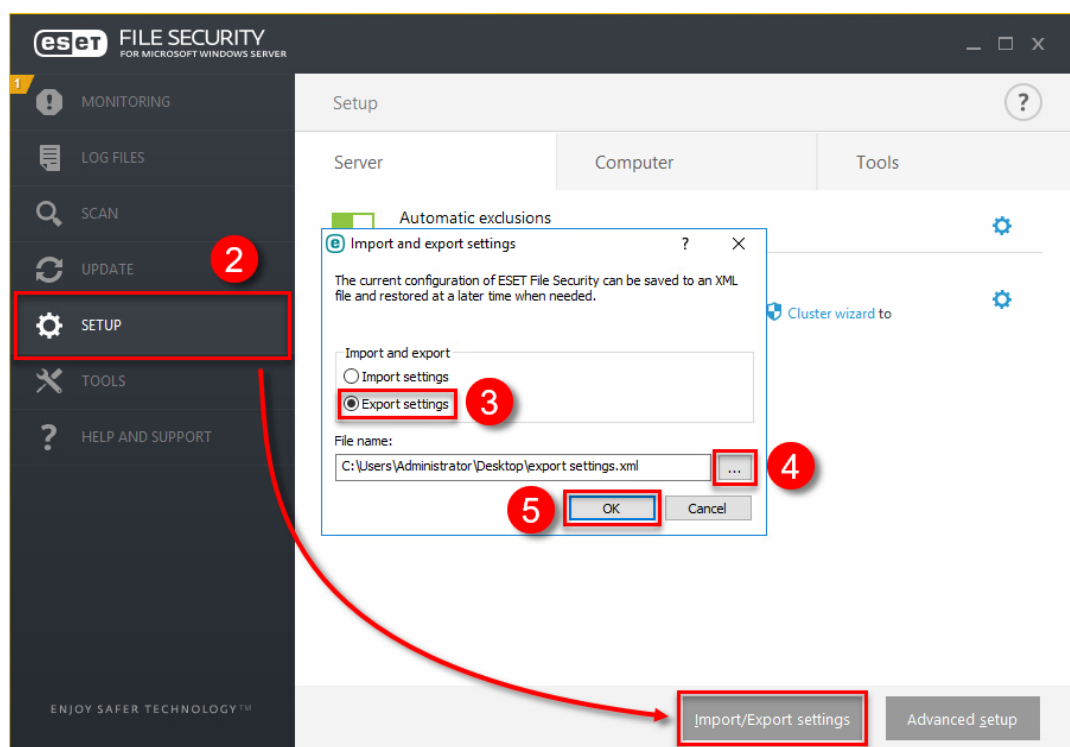 eset FILE SECURITY
FOR MICROSOFT WINDOWS SERVER
1
MONITORING
LOG FILES
SCAN
UPDATE
2
SETUP
TOOLS
HELP AND SUPPORT
ENJOY SAFER TECHNOLOGY™
Setup
?
Server
Computer
Tools
Automatic exclusions
Cluster wizard to
e Import and export settings
?
The current configuration of ESET File Security can be saved to an XML
file and restored at a later time when needed.
Import and export
Import settings
Export settings
3
File name:
C:\Users\Administrator\Desktop\export settings.xml
...
4
5
OK
Cancel
Import/Export settings
Advanced setup